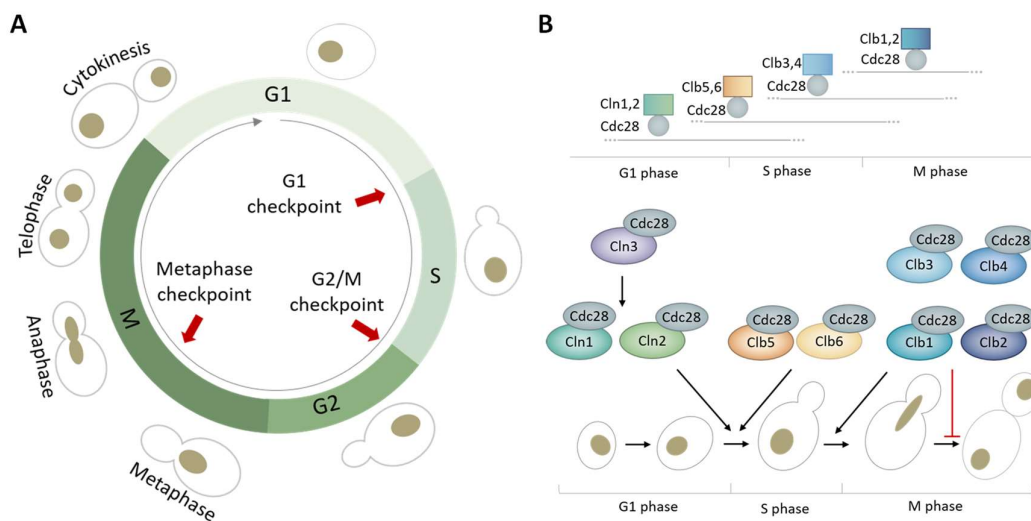 A
Cytokinesis
G1
G1
checkpoint
Telophase
Metaphase
checkpoint
G2/M
checkpoint
S
M
Anaphase
G2
Metaphase
B
Clb1,2
Cdc28
Clb3,4
Cdc28
Clb5,6
Cdc28
Cln1,2
Cdc28
G1 phase
S phase
M phase
Cdc28
Cln3
Cdc28
Clb3
Cdc28
Clb4
Cdc28
Cln1
Cdc28
Cln2
Cdc28
Clb5
Cdc28
Clb6
Cdc28
Clb1
Cdc28
Clb2
G1 phase
S phase
M phase